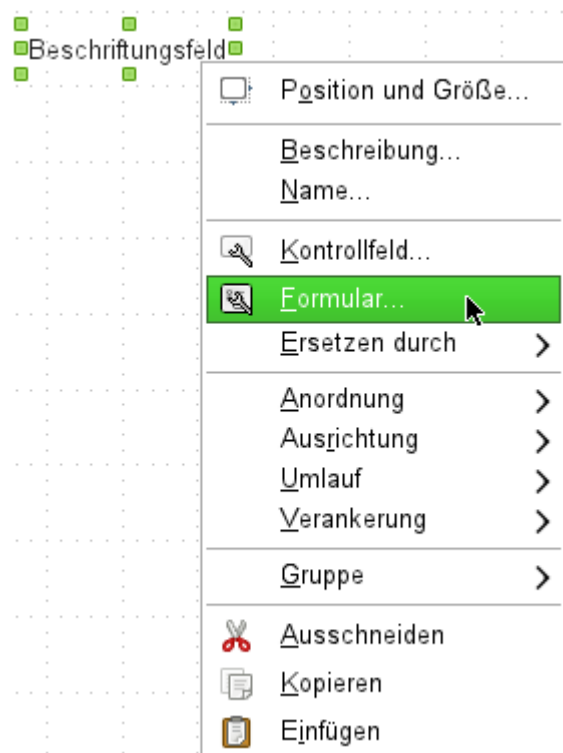 Beschriftungsfeld
Position und Größe...
Beschreibung...
Name...
Kontrollfeld...
Formular...
Ersetzen durch
Anordnung
Ausrichtung
Umlauf
Verankerung
Gruppe
Ausschneiden
Kopieren
Einfügen